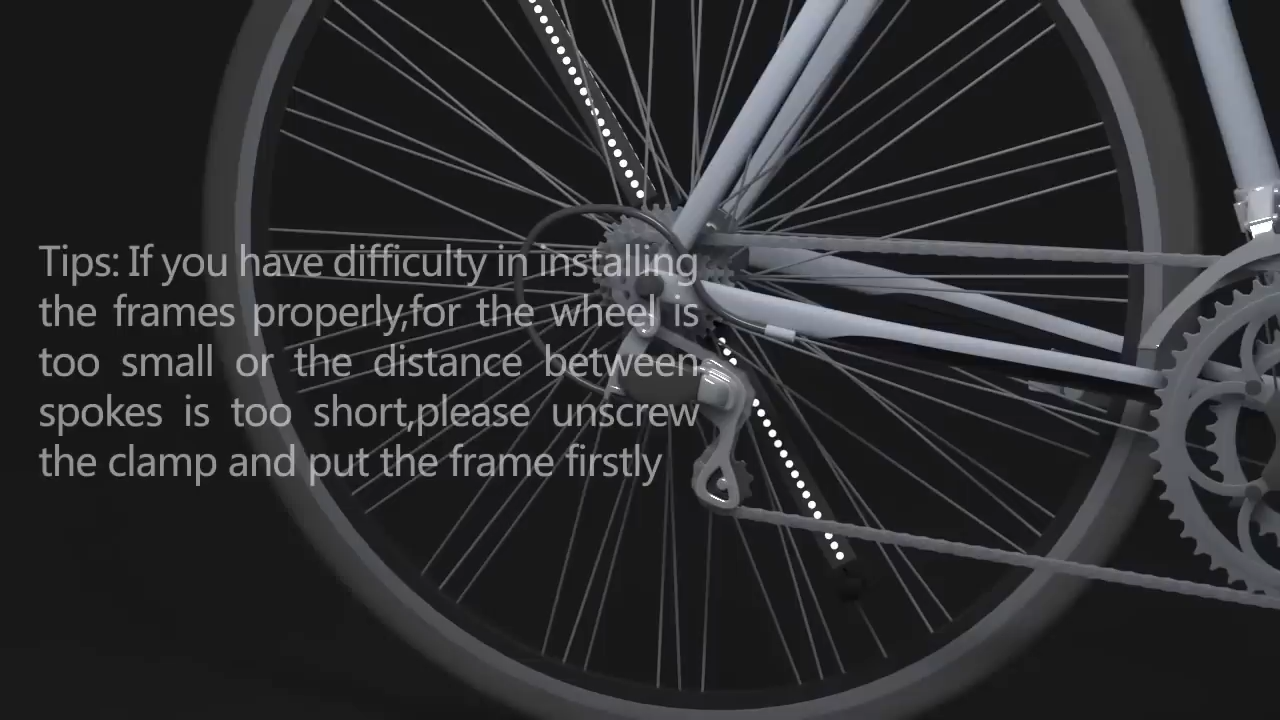 Tips: If you have difficulty in installing
the frames properly,for the wheel is
too small or the distance between
spokes is too short,please unscrew
the clamp and put the frame firstly